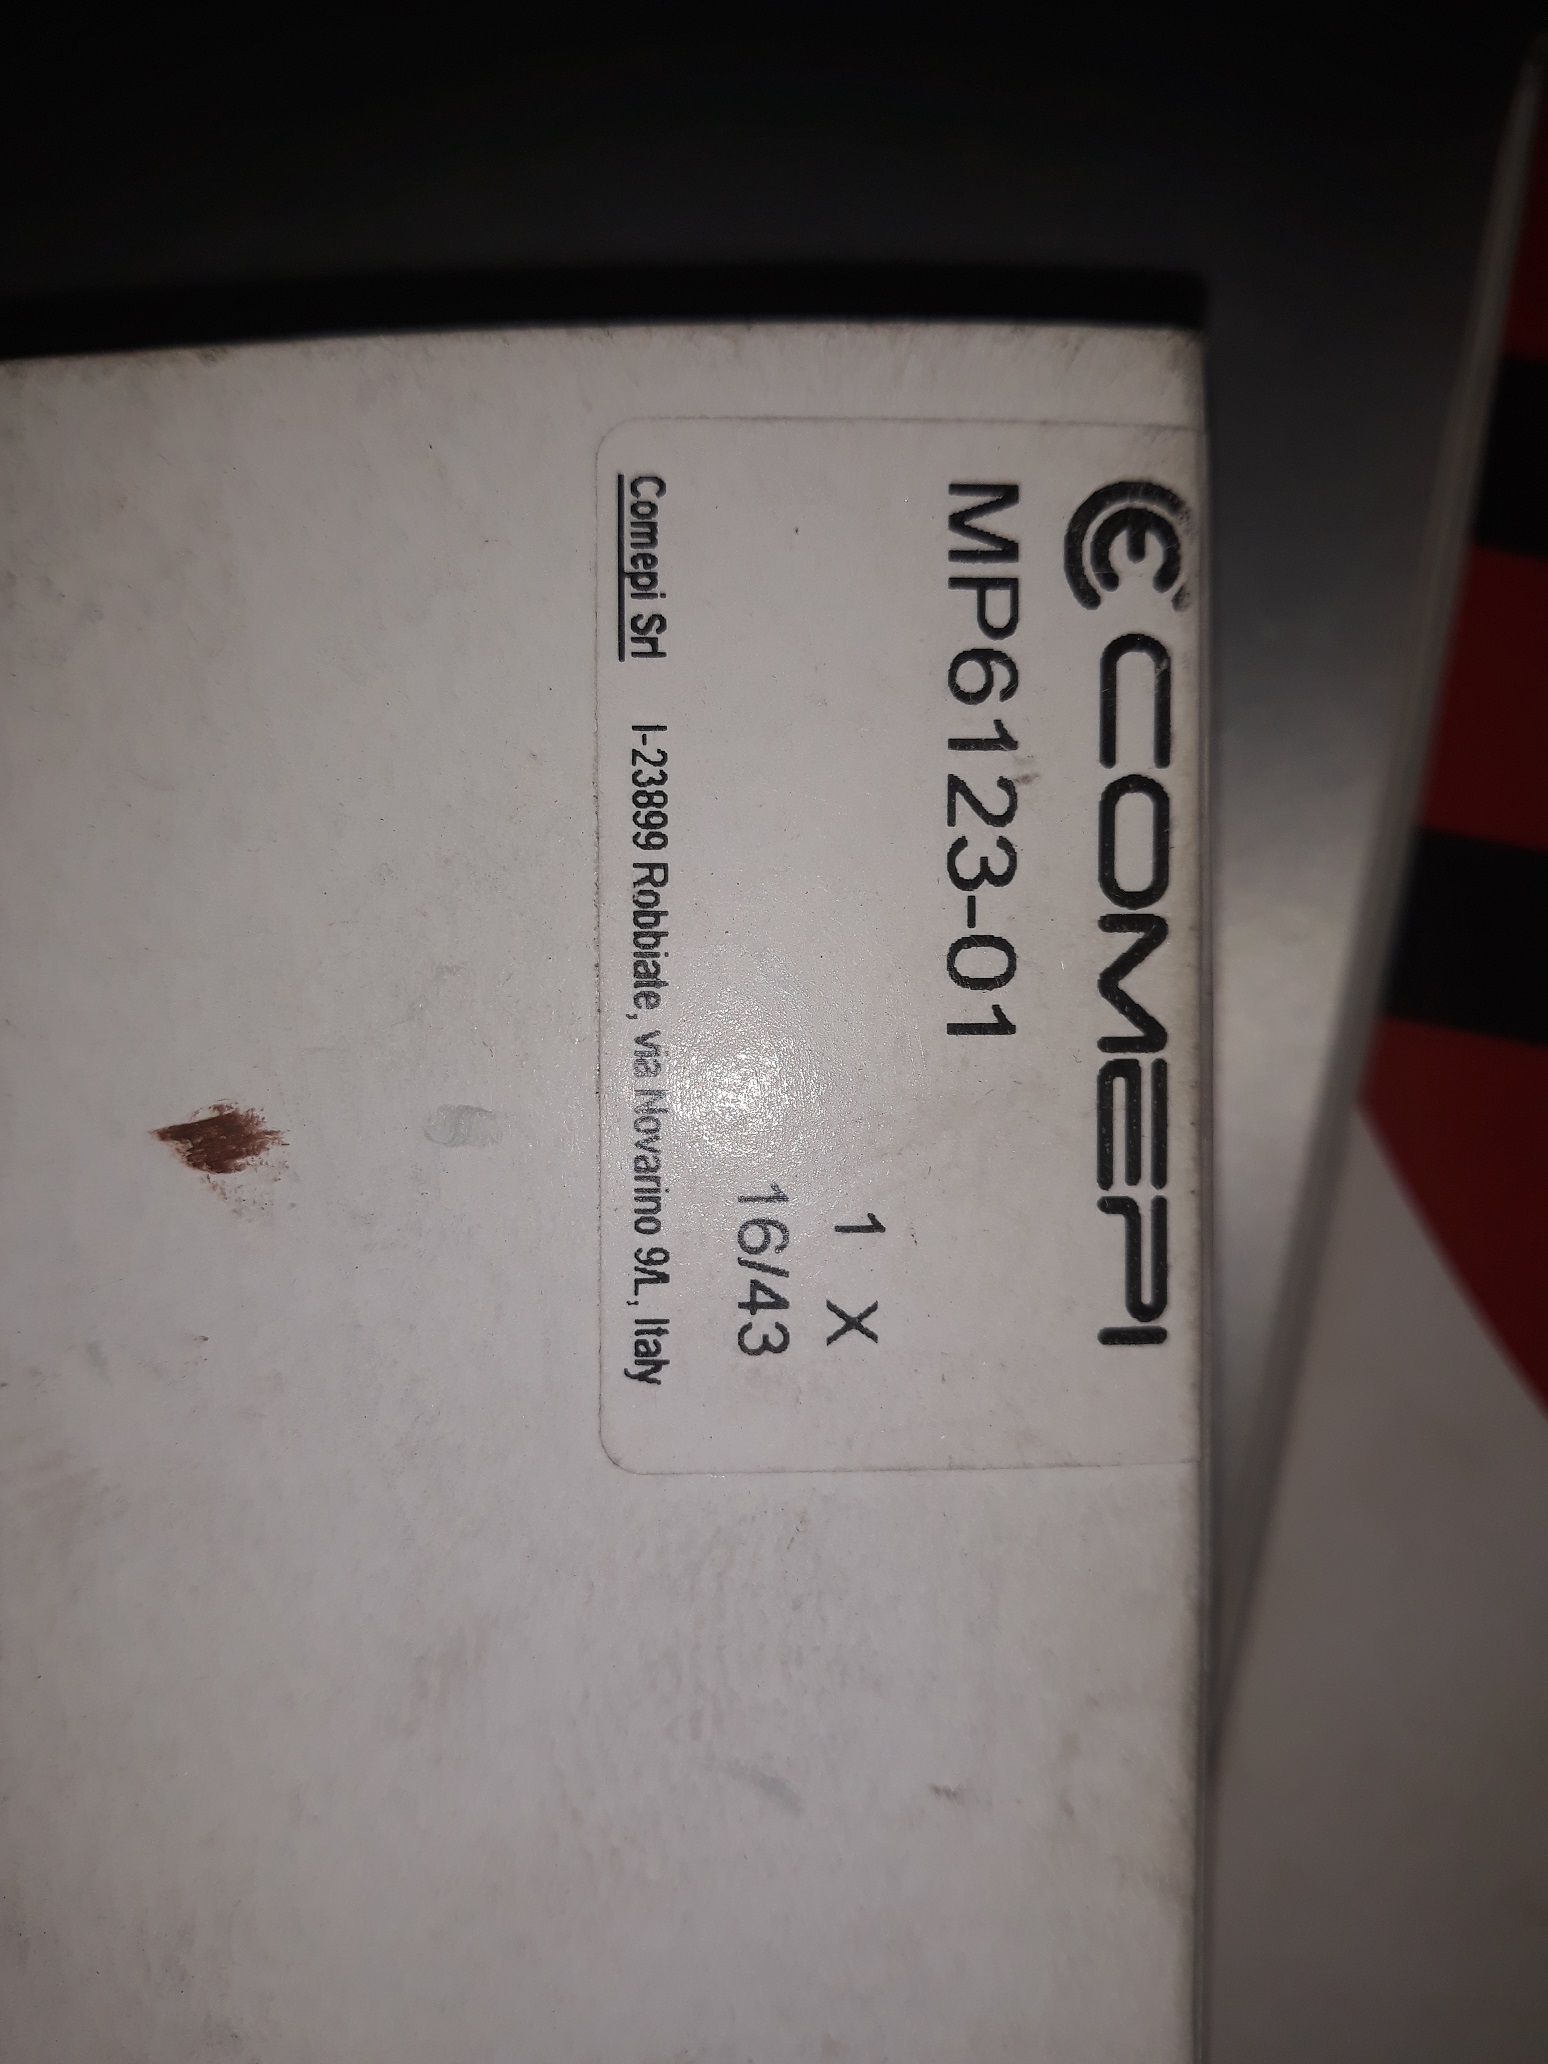 COMEPI
MP6123-01
1 X
16/43
Comepi Srl I-23899 Robbiate, via Novarino 9/L, Italy